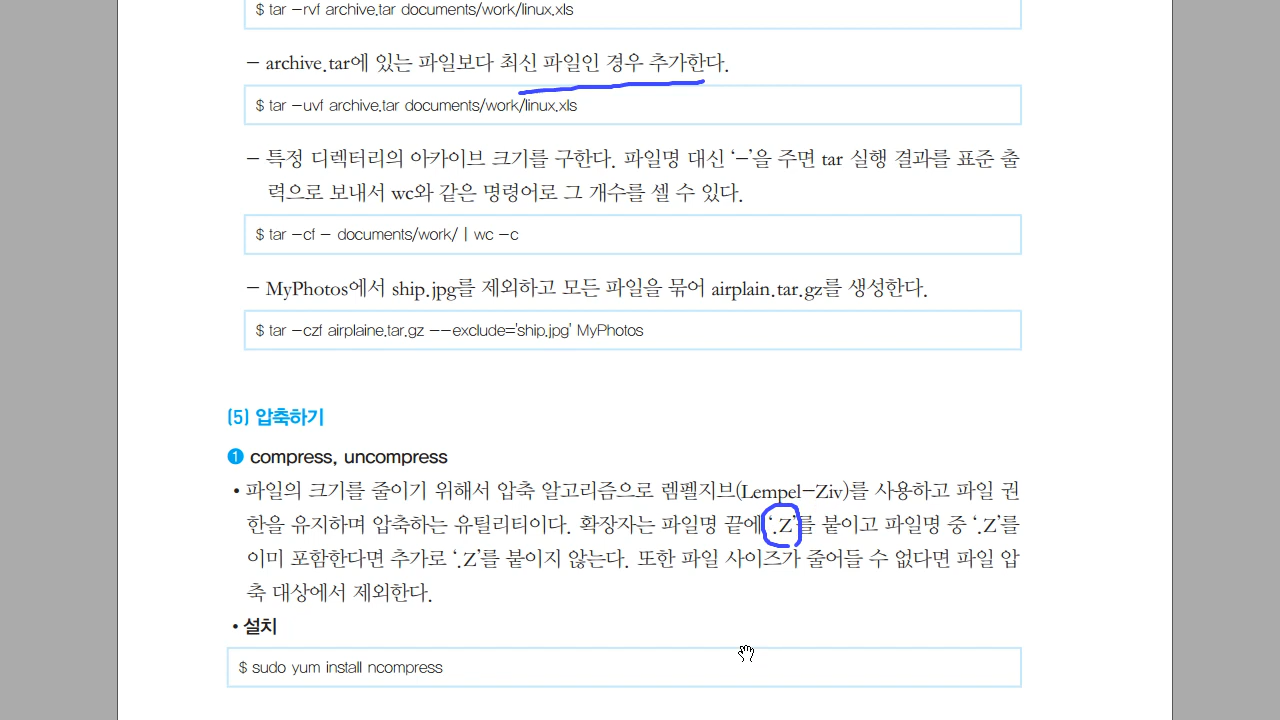 $ tar -rvf archive.tar documents/work/linux.xls
- archive.tar에 있는 파일보다 최신 파일인 경우 추가한다.
$ tar -uvf archive.tar documents/work/linux.xls
- 특정 디렉터리의 아카이브 크기를 구한다. 파일명 대신 ‘-’을 주면 tar 실행 결과를 표준 출
력으로 보내서 wc와 같은 명령어로 그 개수를 셀 수 있다.
$ tar -cf - documents/work/ | wc -c
- MyPhotos에서 ship.jpg를 제외하고 모든 파일을 묶어 airplain.tar.gz를 생성한다.
$ tar -czf airplaine.tar.gz --exclude='ship.jpg' MyPhotos
(5) 압축하기
❶ compress, uncompress
• 파일의 크기를 줄이기 위해서 압축 알고리즘으로 렘펠지브(Lempel-Ziv)를 사용하고 파일 권
한을 유지하며 압축하는 유틸리티이다. 확장자는 파일명 끝에 ‘.Z’를 붙이고 파일명 중 ‘.Z’를
이미 포함한다면 추가로 ‘.Z’를 붙이지 않는다. 또한 파일 사이즈가 줄어들 수 없다면 파일 압
축 대상에서 제외한다.
• 설치
$ sudo yum install ncompress